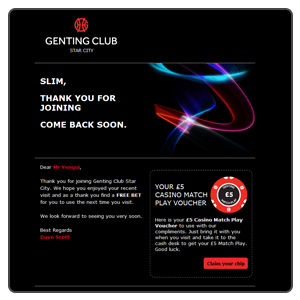 GENTING CLUB
STAR CITY
SLIM,
THANK YOU FOR
JOINING
COME BACK SOON.
Dear
Thank you for joining Genting Club Star
City. We hope you enjoyed your recent
visit and as a thank you find a FREE BET
for you to use the next time you visit.
We look forward to seeing you very soon.
Best Regards
Dave Scott
YOUR £5
CASINO MATCH
PLAY VOUCHER
£5
Here is your £5 Casino Match Play
Voucher to use with our
compliments. Just bring it with you
when you visit and take it to the
cash desk to get your £5 Match Play.
Good luck.
Claim your chip